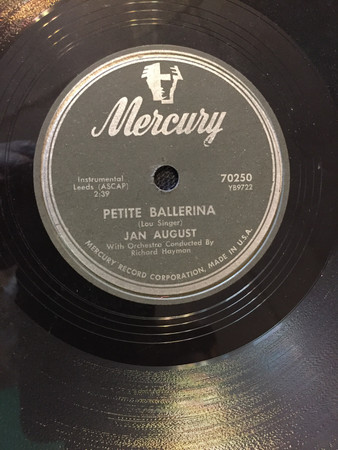 Mercury
Instrumental
Leeds (ASCAP)
2:39
70250
YB9722
PETITE BALLERINA
(Lou Singer)
JAN AUGUST
With Orchestra Conducted By
Richard Hayman
MERCURY RECORD CORPORATION, MADE IN U.S.A.